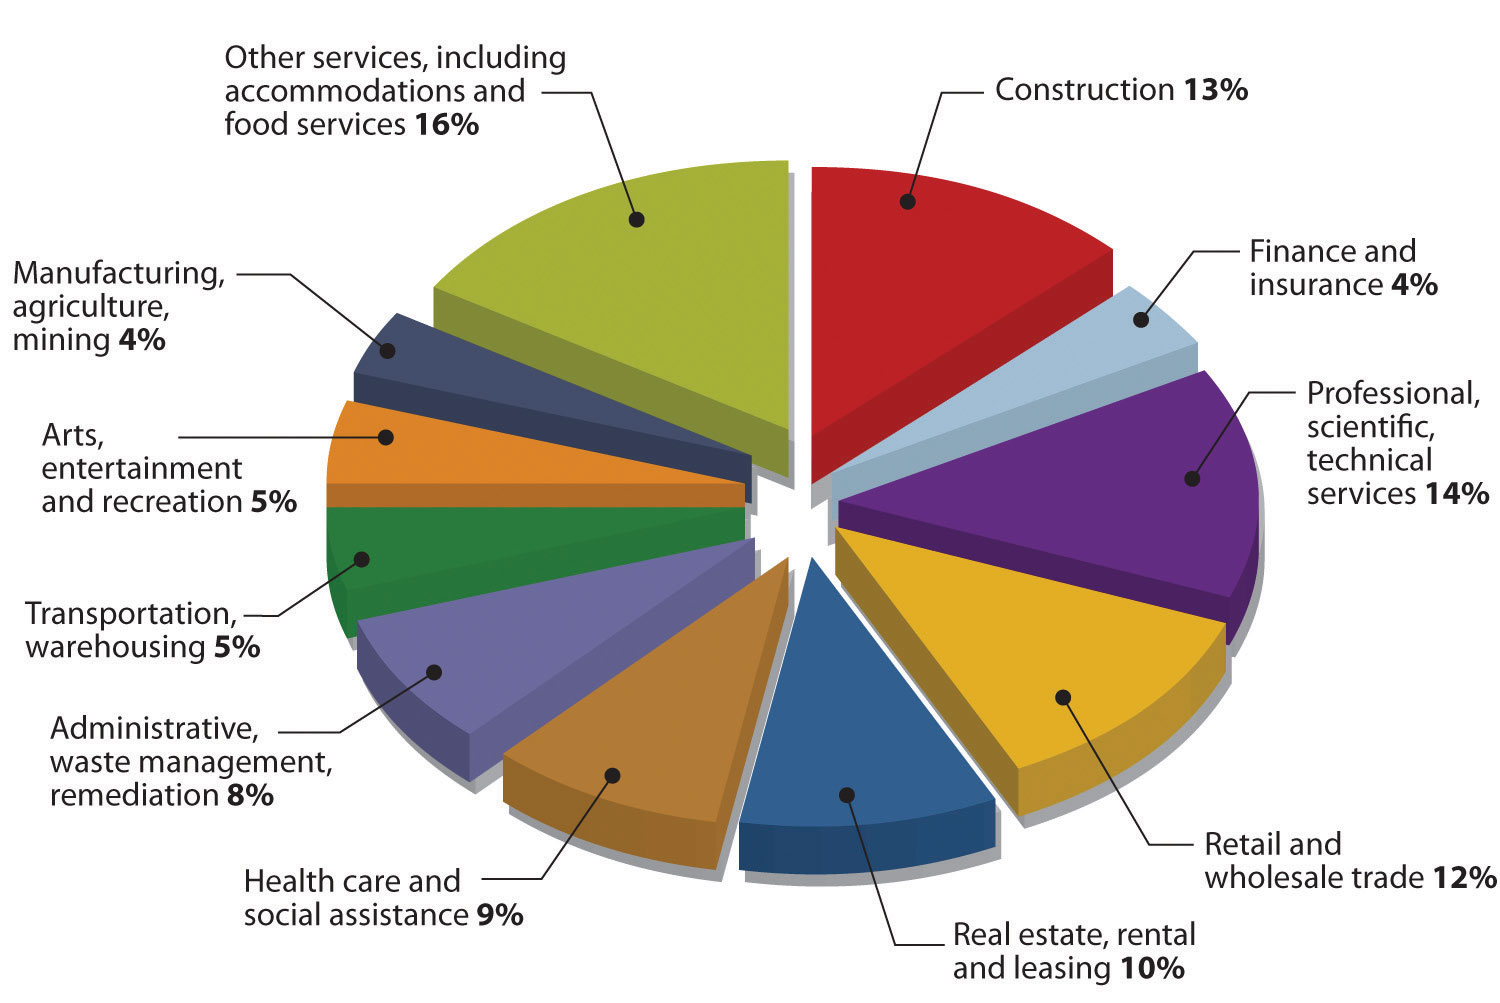 Other services, including
accommodations and
food services 16%
Construction 13%
Finance and
insurance 4%
Professional,
scientific,
technical
services 14%
Retail and
wholesale trade 12%
Real estate, rental
and leasing 10%
Health care and
social assistance 9%
Administrative,
waste management,
remediation 8%
Transportation,
warehousing 5%
Arts,
entertainment
and recreation 5%
Manufacturing,
agriculture,
mining 4%